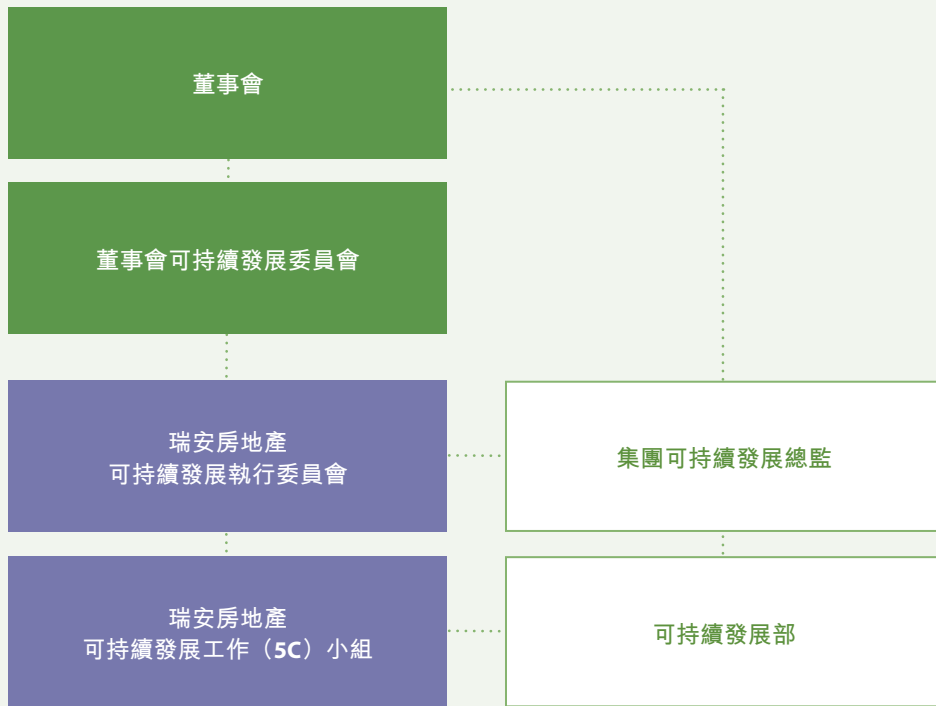 董事會
董事會可持續發展委員會
瑞安房地產
可持續發展執行委員會
集團可持續發展總監
瑞安房地產
可持續發展工作（5C）小組
可持續發展部